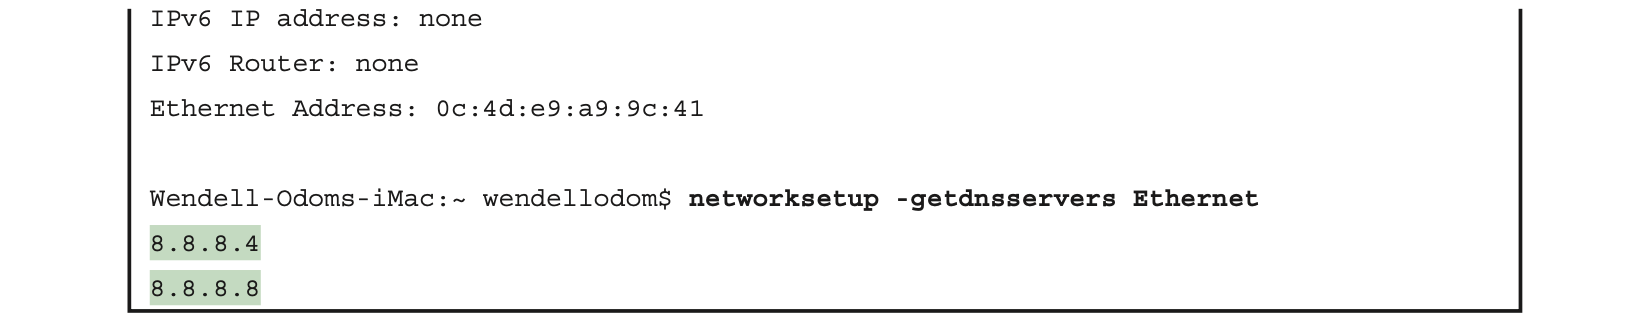 IPv6 IP address: none
IPv6 Router: none
Ethernet Address: 0c:4d:e9:a9:9c:41
Wendell-Odoms-iMac:~ wendellodom$ networksetup -getdnsservers Ethernet
8.8.8.4
8.8.8.8